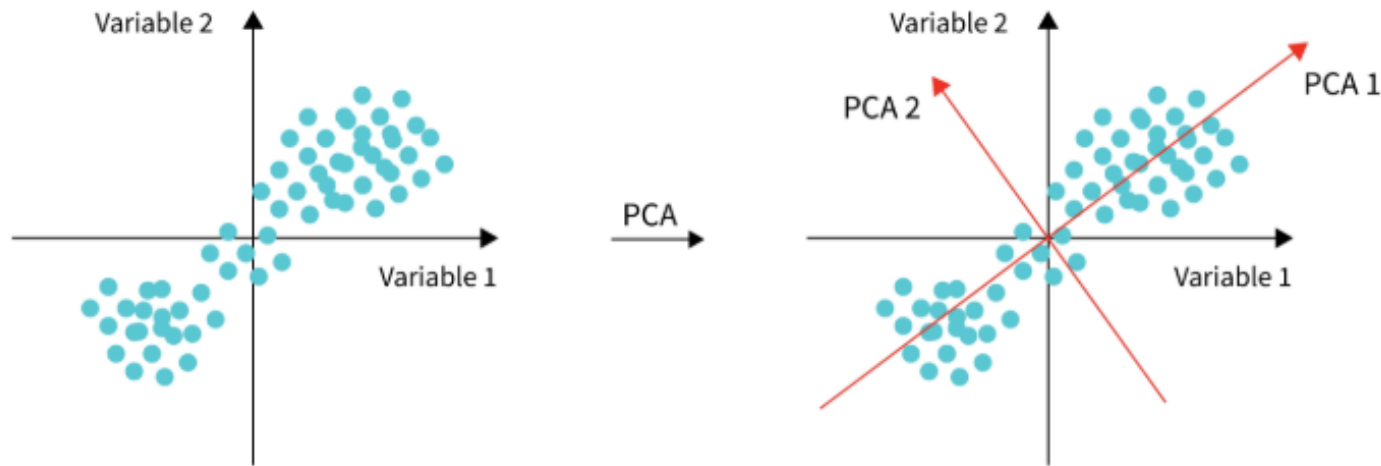 Variable 2
Variable 1
PCA
Variable 2
PCA 1
PCA 2
Variable 1